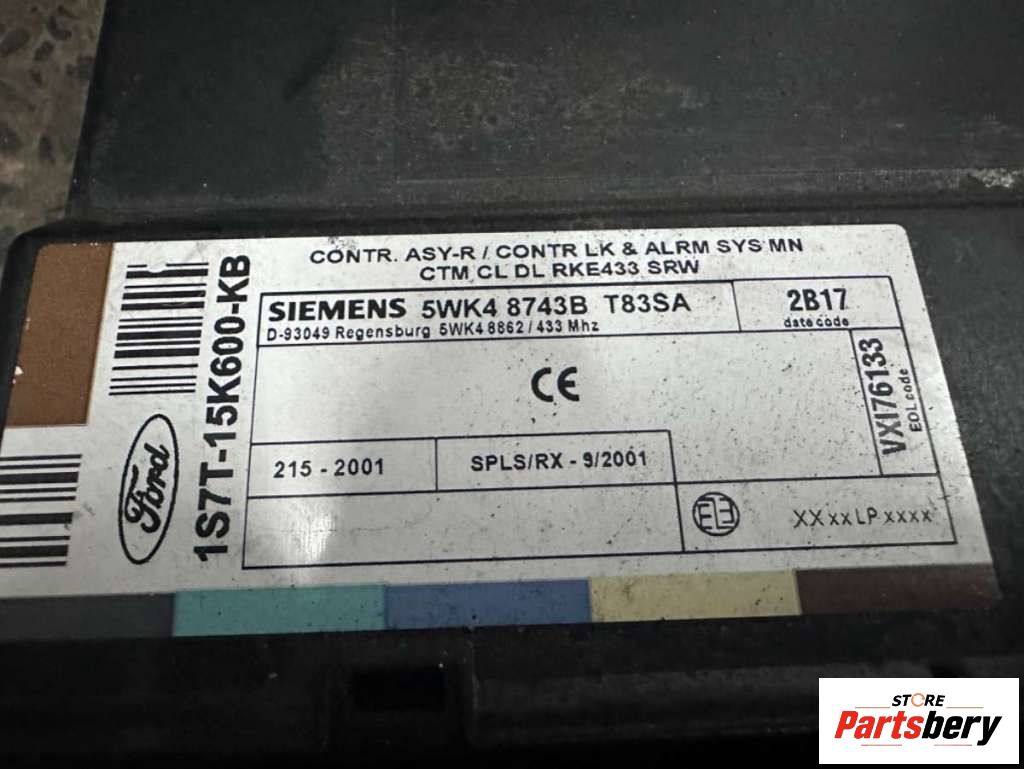 CONTR. ASY-R / CONTR LK & ALRM SYS MN
CTM CL DL RKE433 SRW
SIEMENS 5WK4 8743B T83SA
D-93049 Regensburg 5WK4 8862 / 433 Mhz
2B17
date code
CE
VXI76133
EOL code
215 - 2001
SPLS/RX - 9/2001
XX xx LP xxxx
Ford
1S7T-15K600-KB
STORE
Partsbery